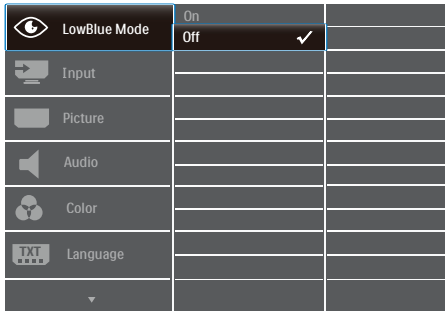 LowBlue Mode
On
Off
Input
Picture
Audio
Color
TXT
Language